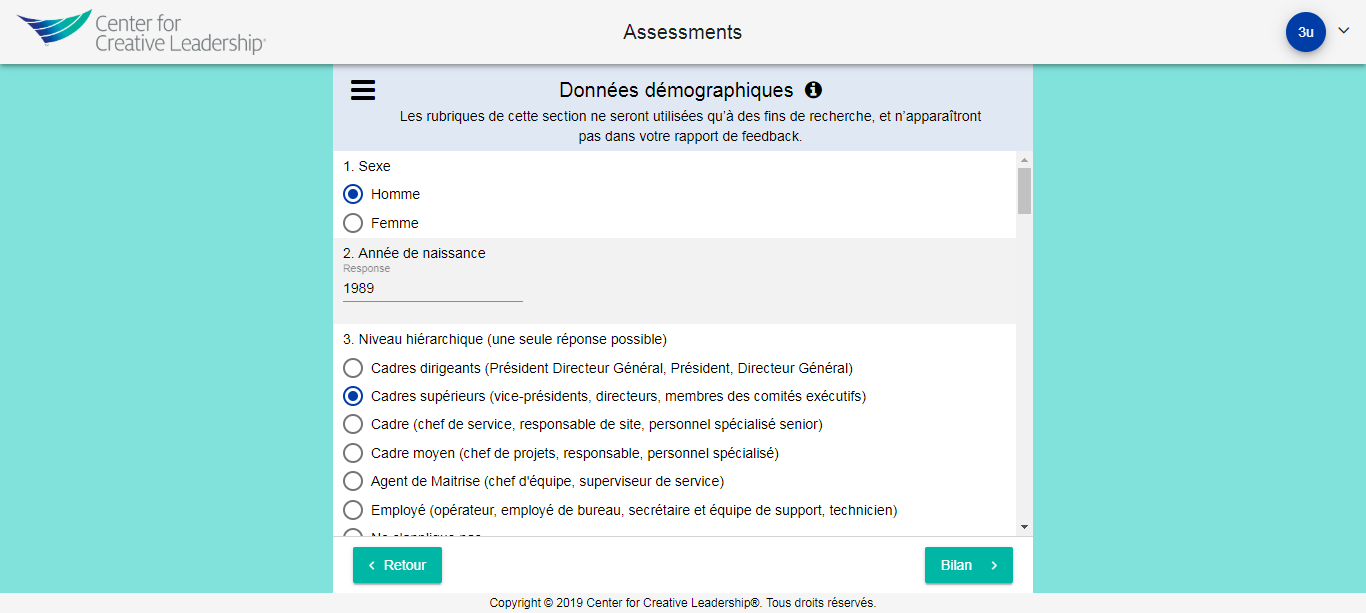 Center for
Creative Leadership®
Assessments
3u
Données démographiques
Les rubriques de cette section ne seront utilisées qu'à des fins de recherche, et n'apparaîtront
pas dans votre rapport de feedback.
1. Sexe
Homme
Femme
2. Année de naissance
Response
1989
3. Niveau hiérarchique (une seule réponse possible)
Cadres dirigeants (Président Directeur Général, Président, Directeur Général)
Cadres supérieurs (vice-présidents, directeurs, membres des comités exécutifs)
Cadre (chef de service, responsable de site, personnel spécialisé senior)
Cadre moyen (chef de projets, responsable, personnel spécialisé)
Agent de Maitrise (chef d'équipe, superviseur de service)
Employé (opérateur, employé de bureau, secrétaire et équipe de support, technicien)
Ne s'applique pas
Retour
Bilan
Copyright © 2019 Center for Creative Leadership®. Tous droits réservés.